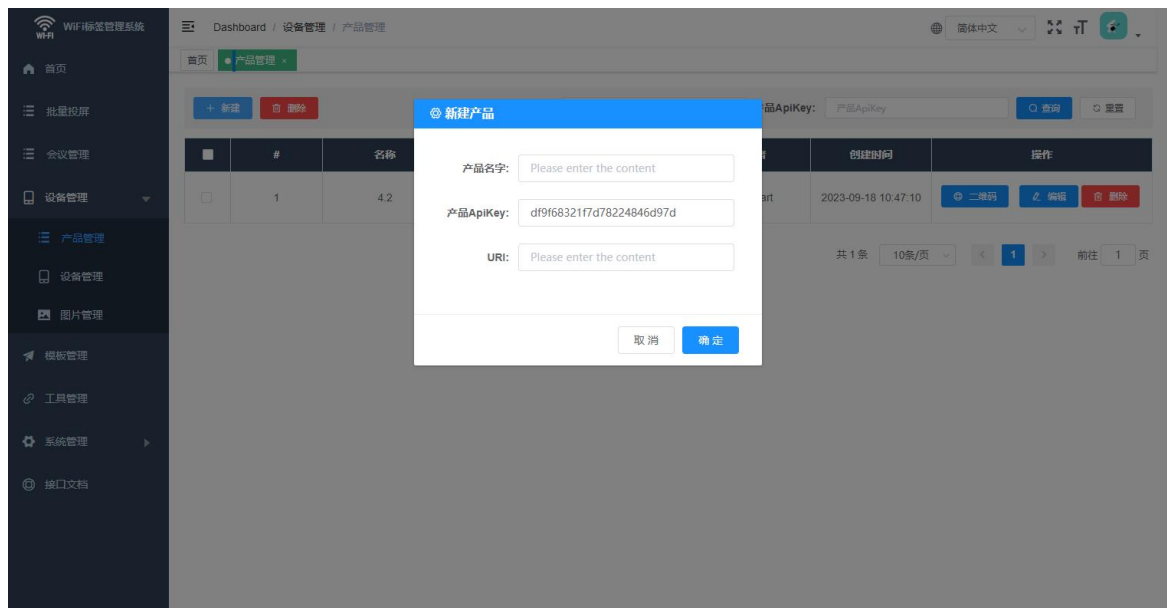 WI-FI WiFi标签管理系统
Dashboard / 设备管理 / 产品管理
简体中文
首页
产品管理 ×
首页
批量投屏
会议管理
设备管理
产品管理
设备管理
图片管理
模板管理
工具管理
系统管理
接口文档
+ 新建
删除
品ApiKey: 产品ApiKey
查询
重置
# 名称 创建时间 操作
1 4.2 art 2023-09-18 10:47:10 二维码 编辑 删除
共 1 条 10条/页 < 1 > 前往 1 页
新建产品
产品名字: Please enter the content
产品ApiKey: df9f68321f7d78224846d97d
URI: Please enter the content
取 消 确 定